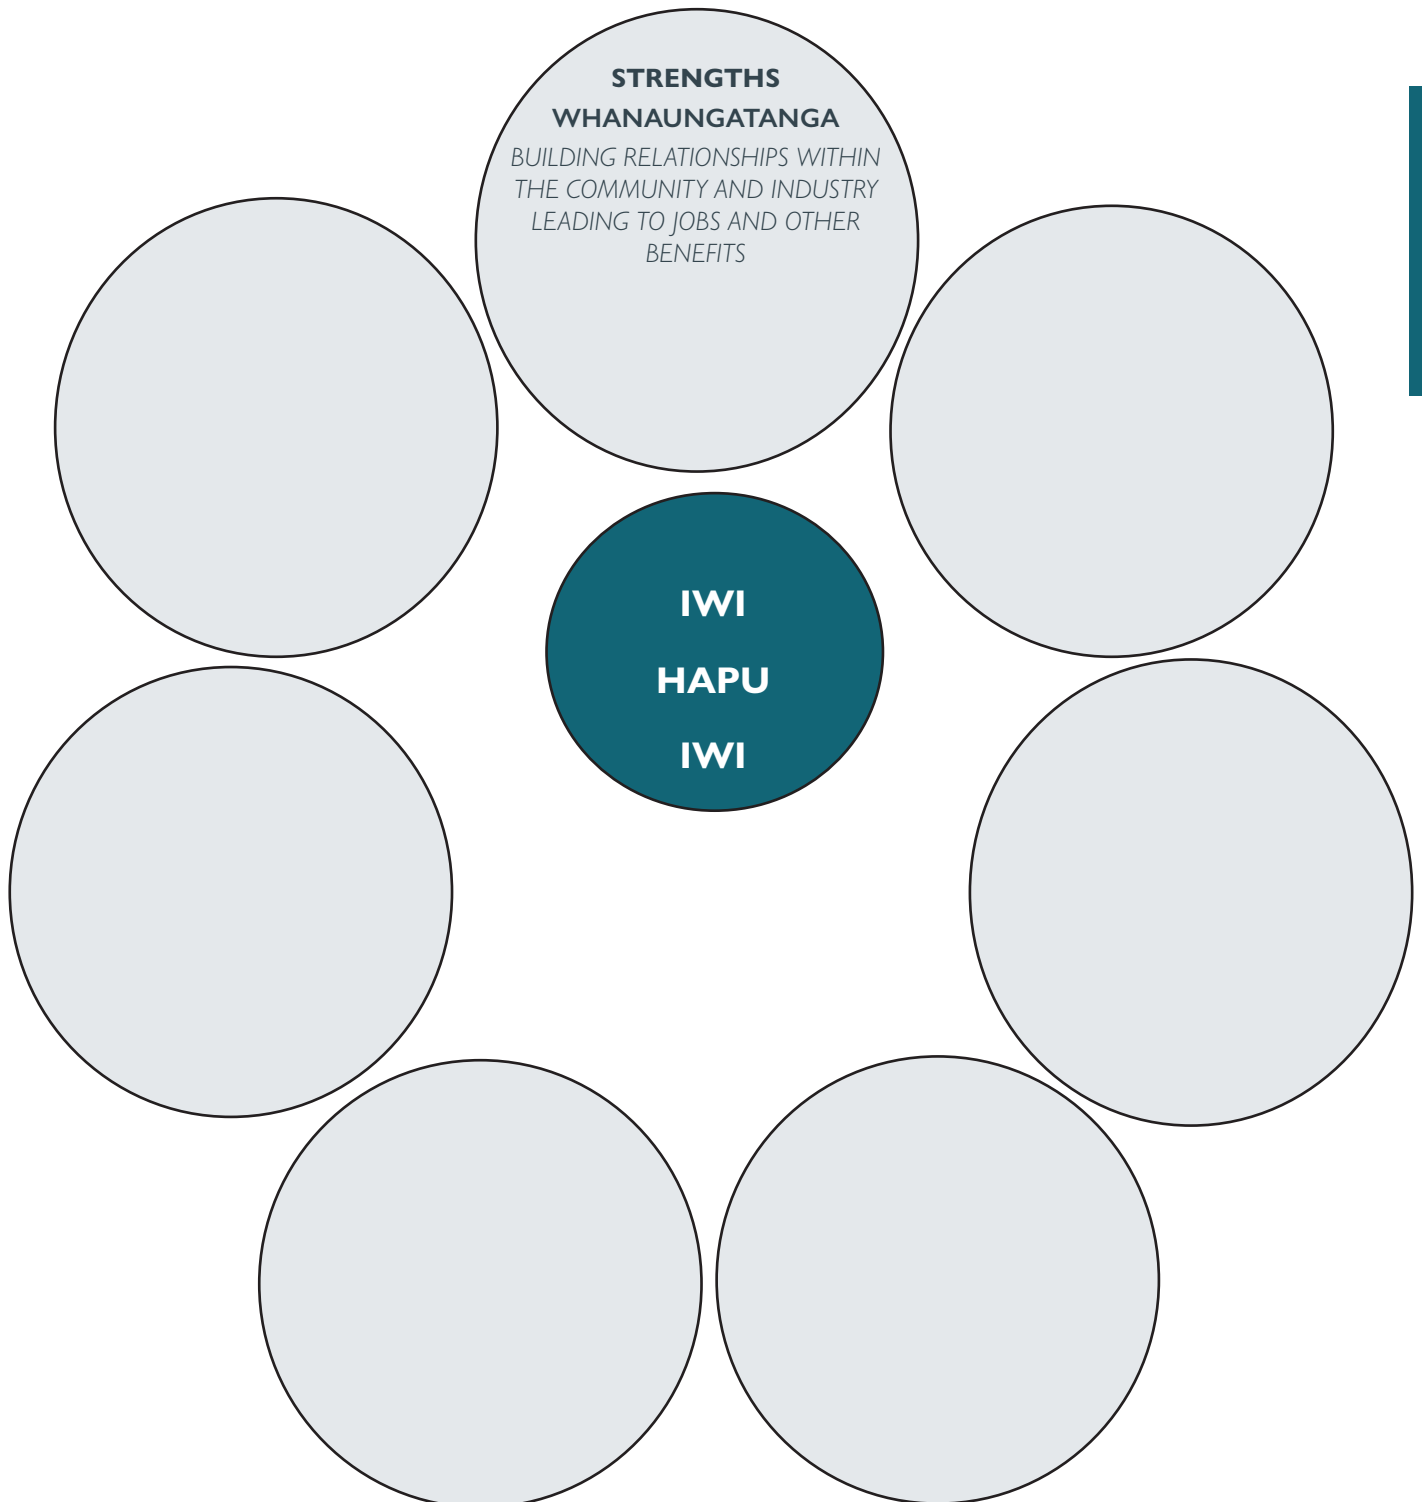 STRENGTHS
WHANAUNGATANGA
BUILDING RELATIONSHIPS WITHIN
THE COMMUNITY AND INDUSTRY
LEADING TO JOBS AND OTHER
BENEFITS
IWI
HAPU
IWI